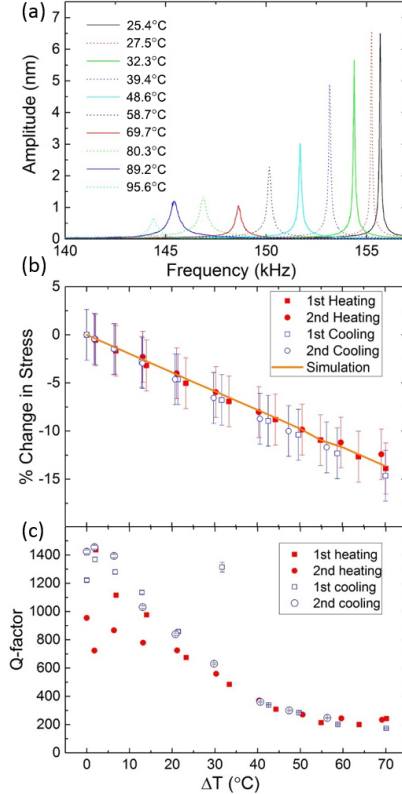 (a)
Amplitude (nm)
7
6
5
4
3
2
1
0
25.4°C
27.5°C
32.3°C
39.4°C
48.6°C
58.7°C
69.7°C
80.3°C
89.2°C
95.6°C
140
145
150
155
Frequency (kHz)
(b)
% Change in Stress
5
0
-5
-10
-15
1st Heating
2nd Heating
1st Cooling
2nd Cooling
Simulation
(c)
Q-factor
1400
1200
1000
800
600
400
200
0
1st heating
2nd heating
1st cooling
2nd cooling
0
10
20
30
40
50
60
70
ΔT (°C)